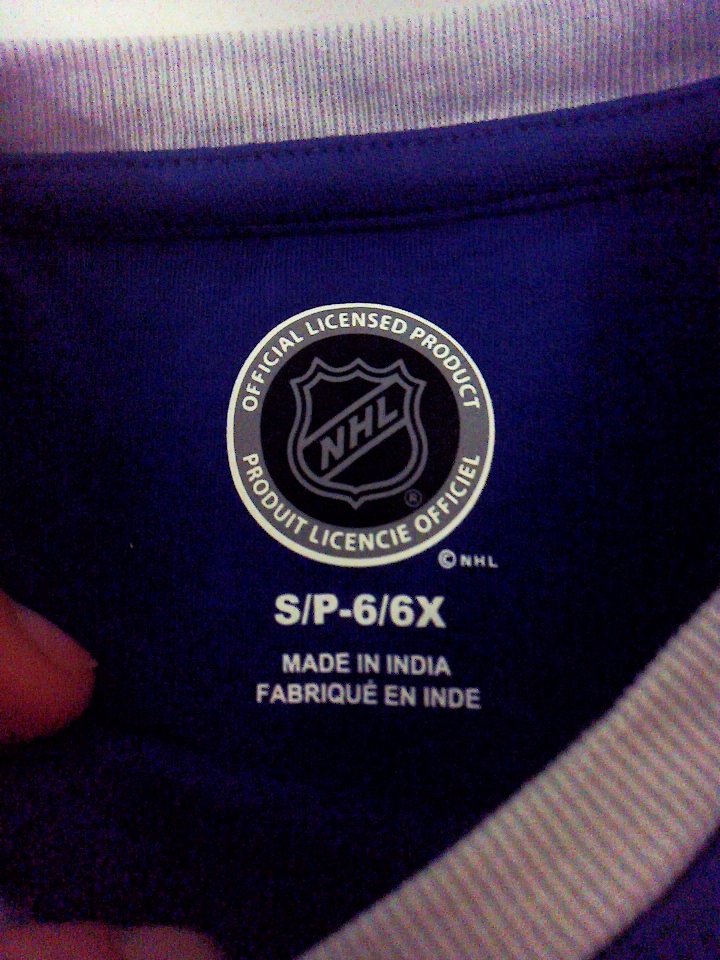 OFFICIAL LICENSED PRODUCT
NHL
®
PRODUIT LICENCIE OFFICIEL
© NHL
S/P-6/6X
MADE IN INDIA
FABRIQUÉ EN INDE